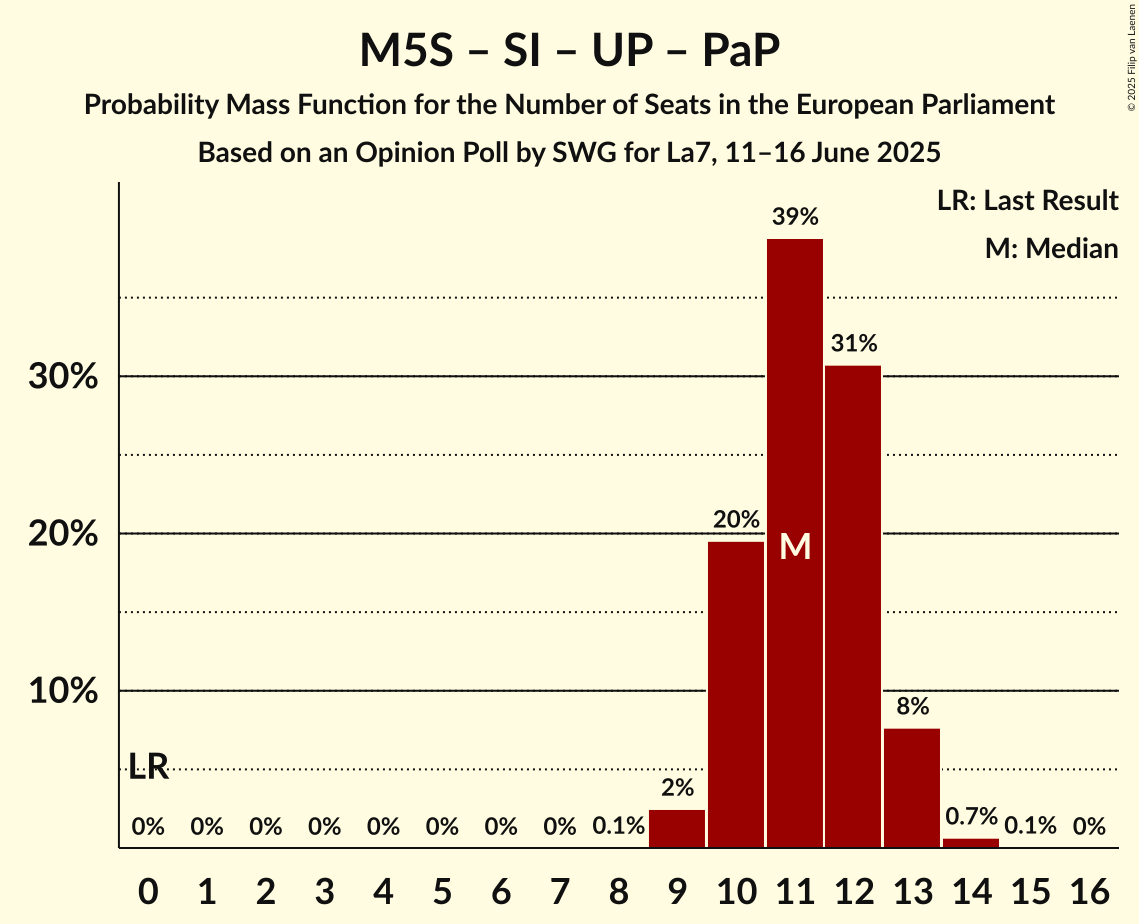 M5S – SI – UP – PaP
Probability Mass Function for the Number of Seats in the European Parliament
Based on an Opinion Poll by SWG for La7, 11–16 June 2025
© 2025 Filip van Laenen
LR: Last Result
M: Median
39%
31%
30%
20%
20%
M
10%
8%
LR
2%
0% 0% 0% 0% 0% 0% 0% 0% 0.1% 0.7% 0.1% 0%
0 1 2 3 4 5 6 7 8 9 10 11 12 13 14 15 16